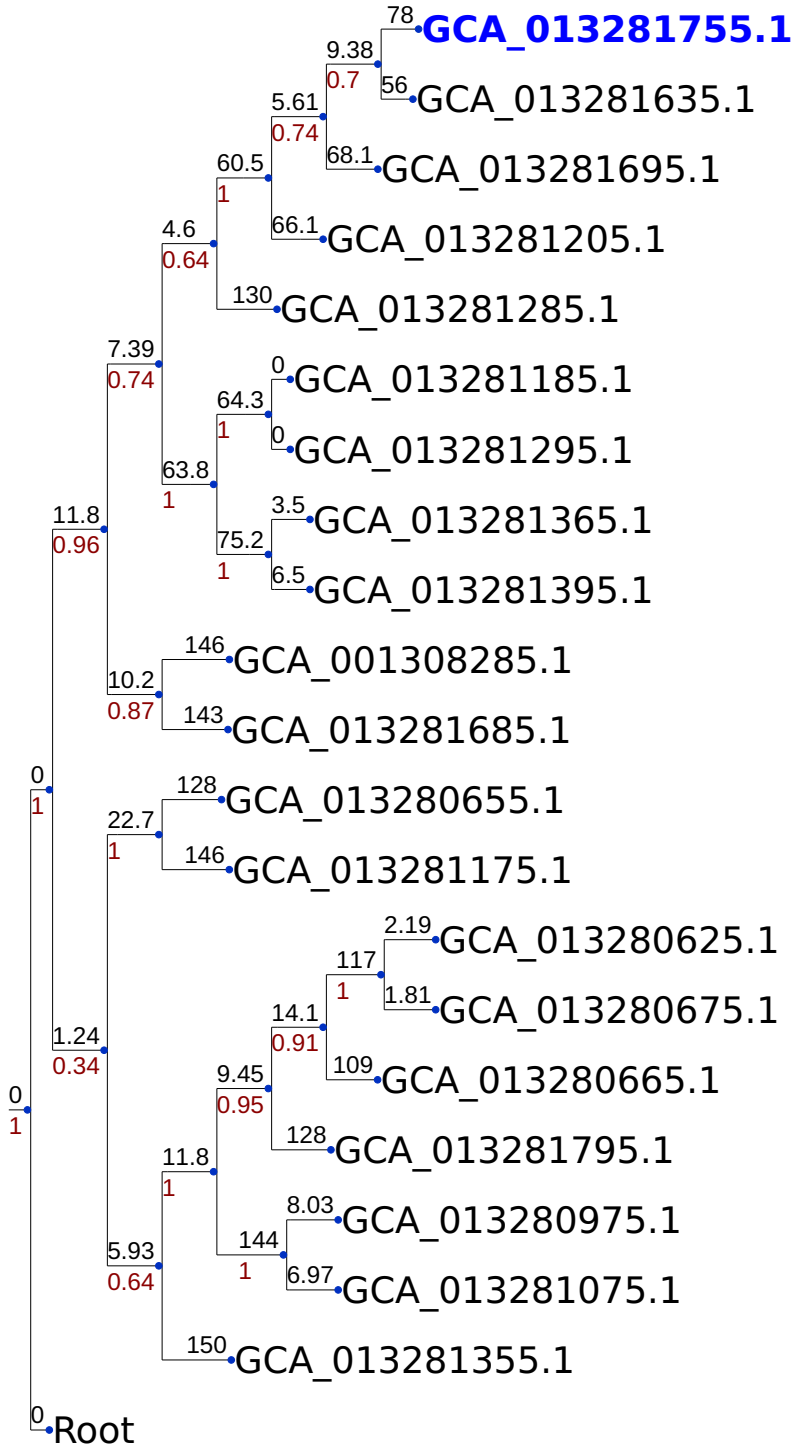 78
GCA_013281755.1
9.38
0.7
56
GCA_013281635.1
5.61
0.74
68.1
GCA_013281695.1
60.5
1
66.1
GCA_013281205.1
4.6
0.64
130
GCA_013281285.1
7.39
0.74
0
GCA_013281185.1
64.3
1
0
GCA_013281295.1
63.8
1
3.5
GCA_013281365.1
75.2
1
6.5
GCA_013281395.1
11.8
0.96
146
GCA_001308285.1
10.2
0.87
143
GCA_013281685.1
0
1
128
GCA_013280655.1
22.7
1
146
GCA_013281175.1
2.19
GCA_013280625.1
117
1
1.81
GCA_013280675.1
14.1
0.91
109
GCA_013280665.1
1.24
0.34
9.45
0.95
128
GCA_013281795.1
0
1
11.8
1
8.03
GCA_013280975.1
144
1
6.97
GCA_013281075.1
5.93
0.64
150
GCA_013281355.1
0
Root